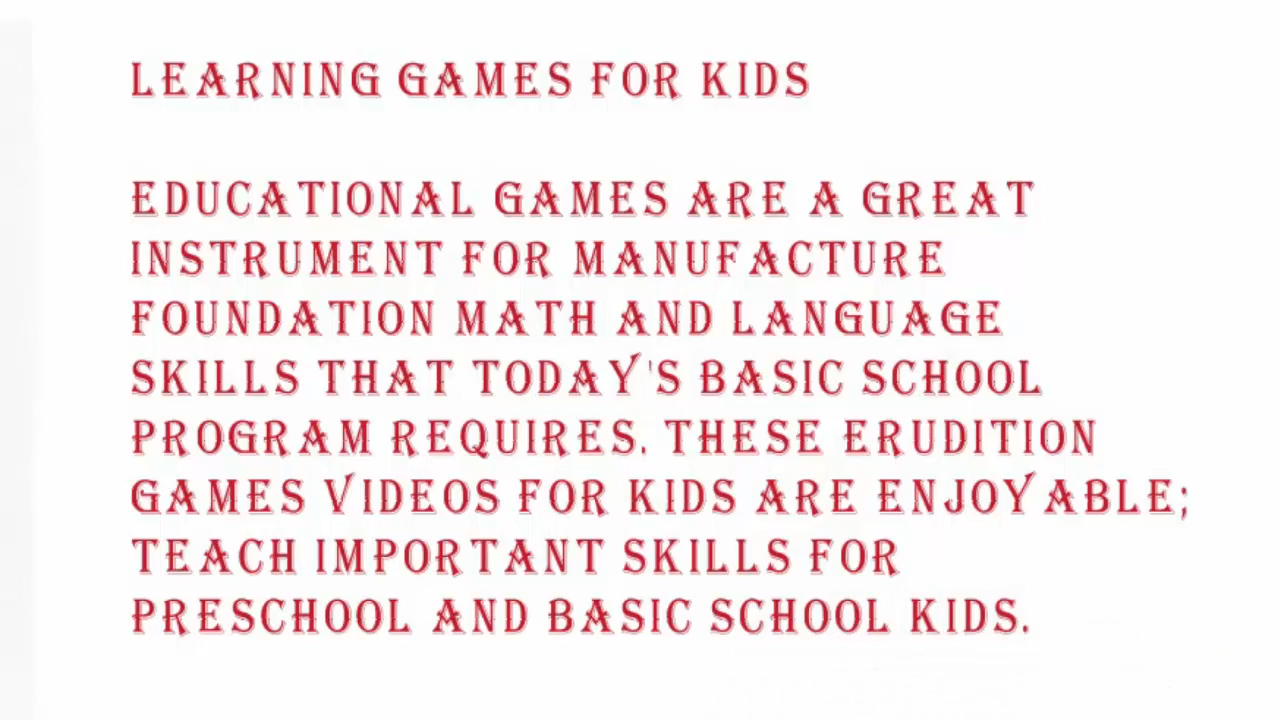 LEARNING GAMES FOR KIDS
EDUCATIONAL GAMES ARE A GREAT
INSTRUMENT FOR MANUFACTURE
FOUNDATION MATH AND LANGUAGE
SKILLS THAT TODAY'S BASIC SCHOOL
PROGRAM REQUIRES. THESE ERUDITION
GAMES VIDEOS FOR KIDS ARE ENJOYABLE;
TEACH IMPORTANT SKILLS FOR
PRESCHOOL AND BASIC SCHOOL KIDS.